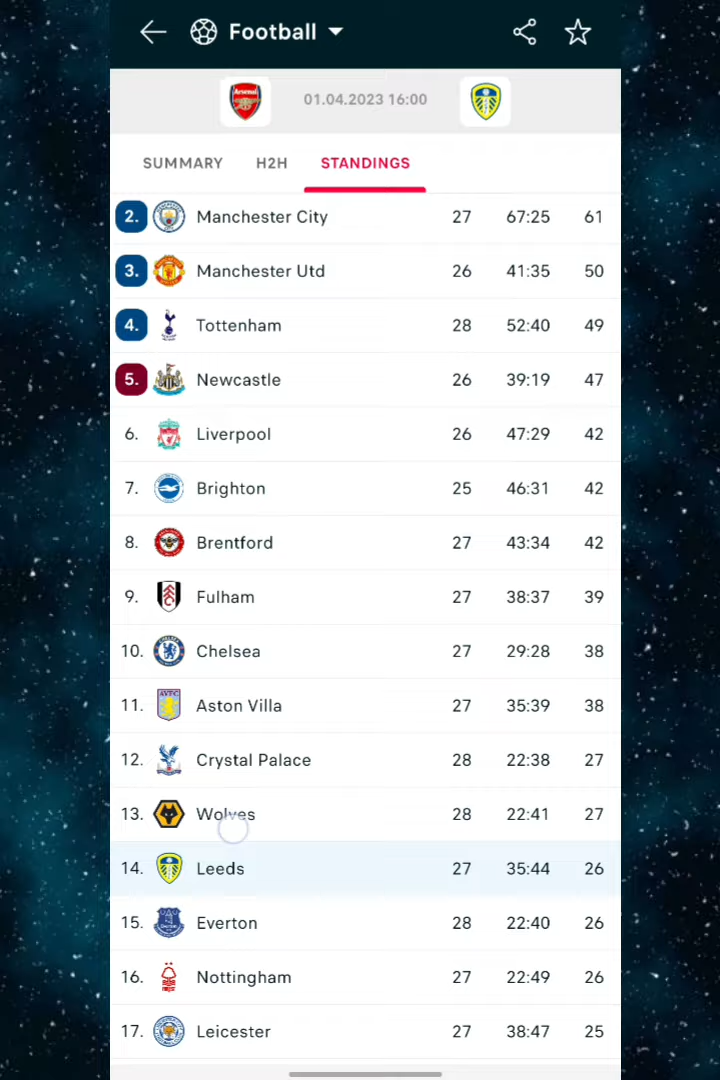 Football
01.04.2023 16:00
SUMMARY H2H STANDINGS
2. Manchester City 27 67:25 61
3. Manchester Utd 26 41:35 50
4. Tottenham 28 52:40 49
5. Newcastle 26 39:19 47
6. Liverpool 26 47:29 42
7. Brighton 25 46:31 42
8. Brentford 27 43:34 42
9. Fulham 27 38:37 39
10. Chelsea 27 29:28 38
11. Aston Villa 27 35:39 38
12. Crystal Palace 28 22:38 27
13. Wolves 28 22:41 27
14. Leeds 27 35:44 26
15. Everton 28 22:40 26
16. Nottingham 27 22:49 26
17. Leicester 27 38:47 25